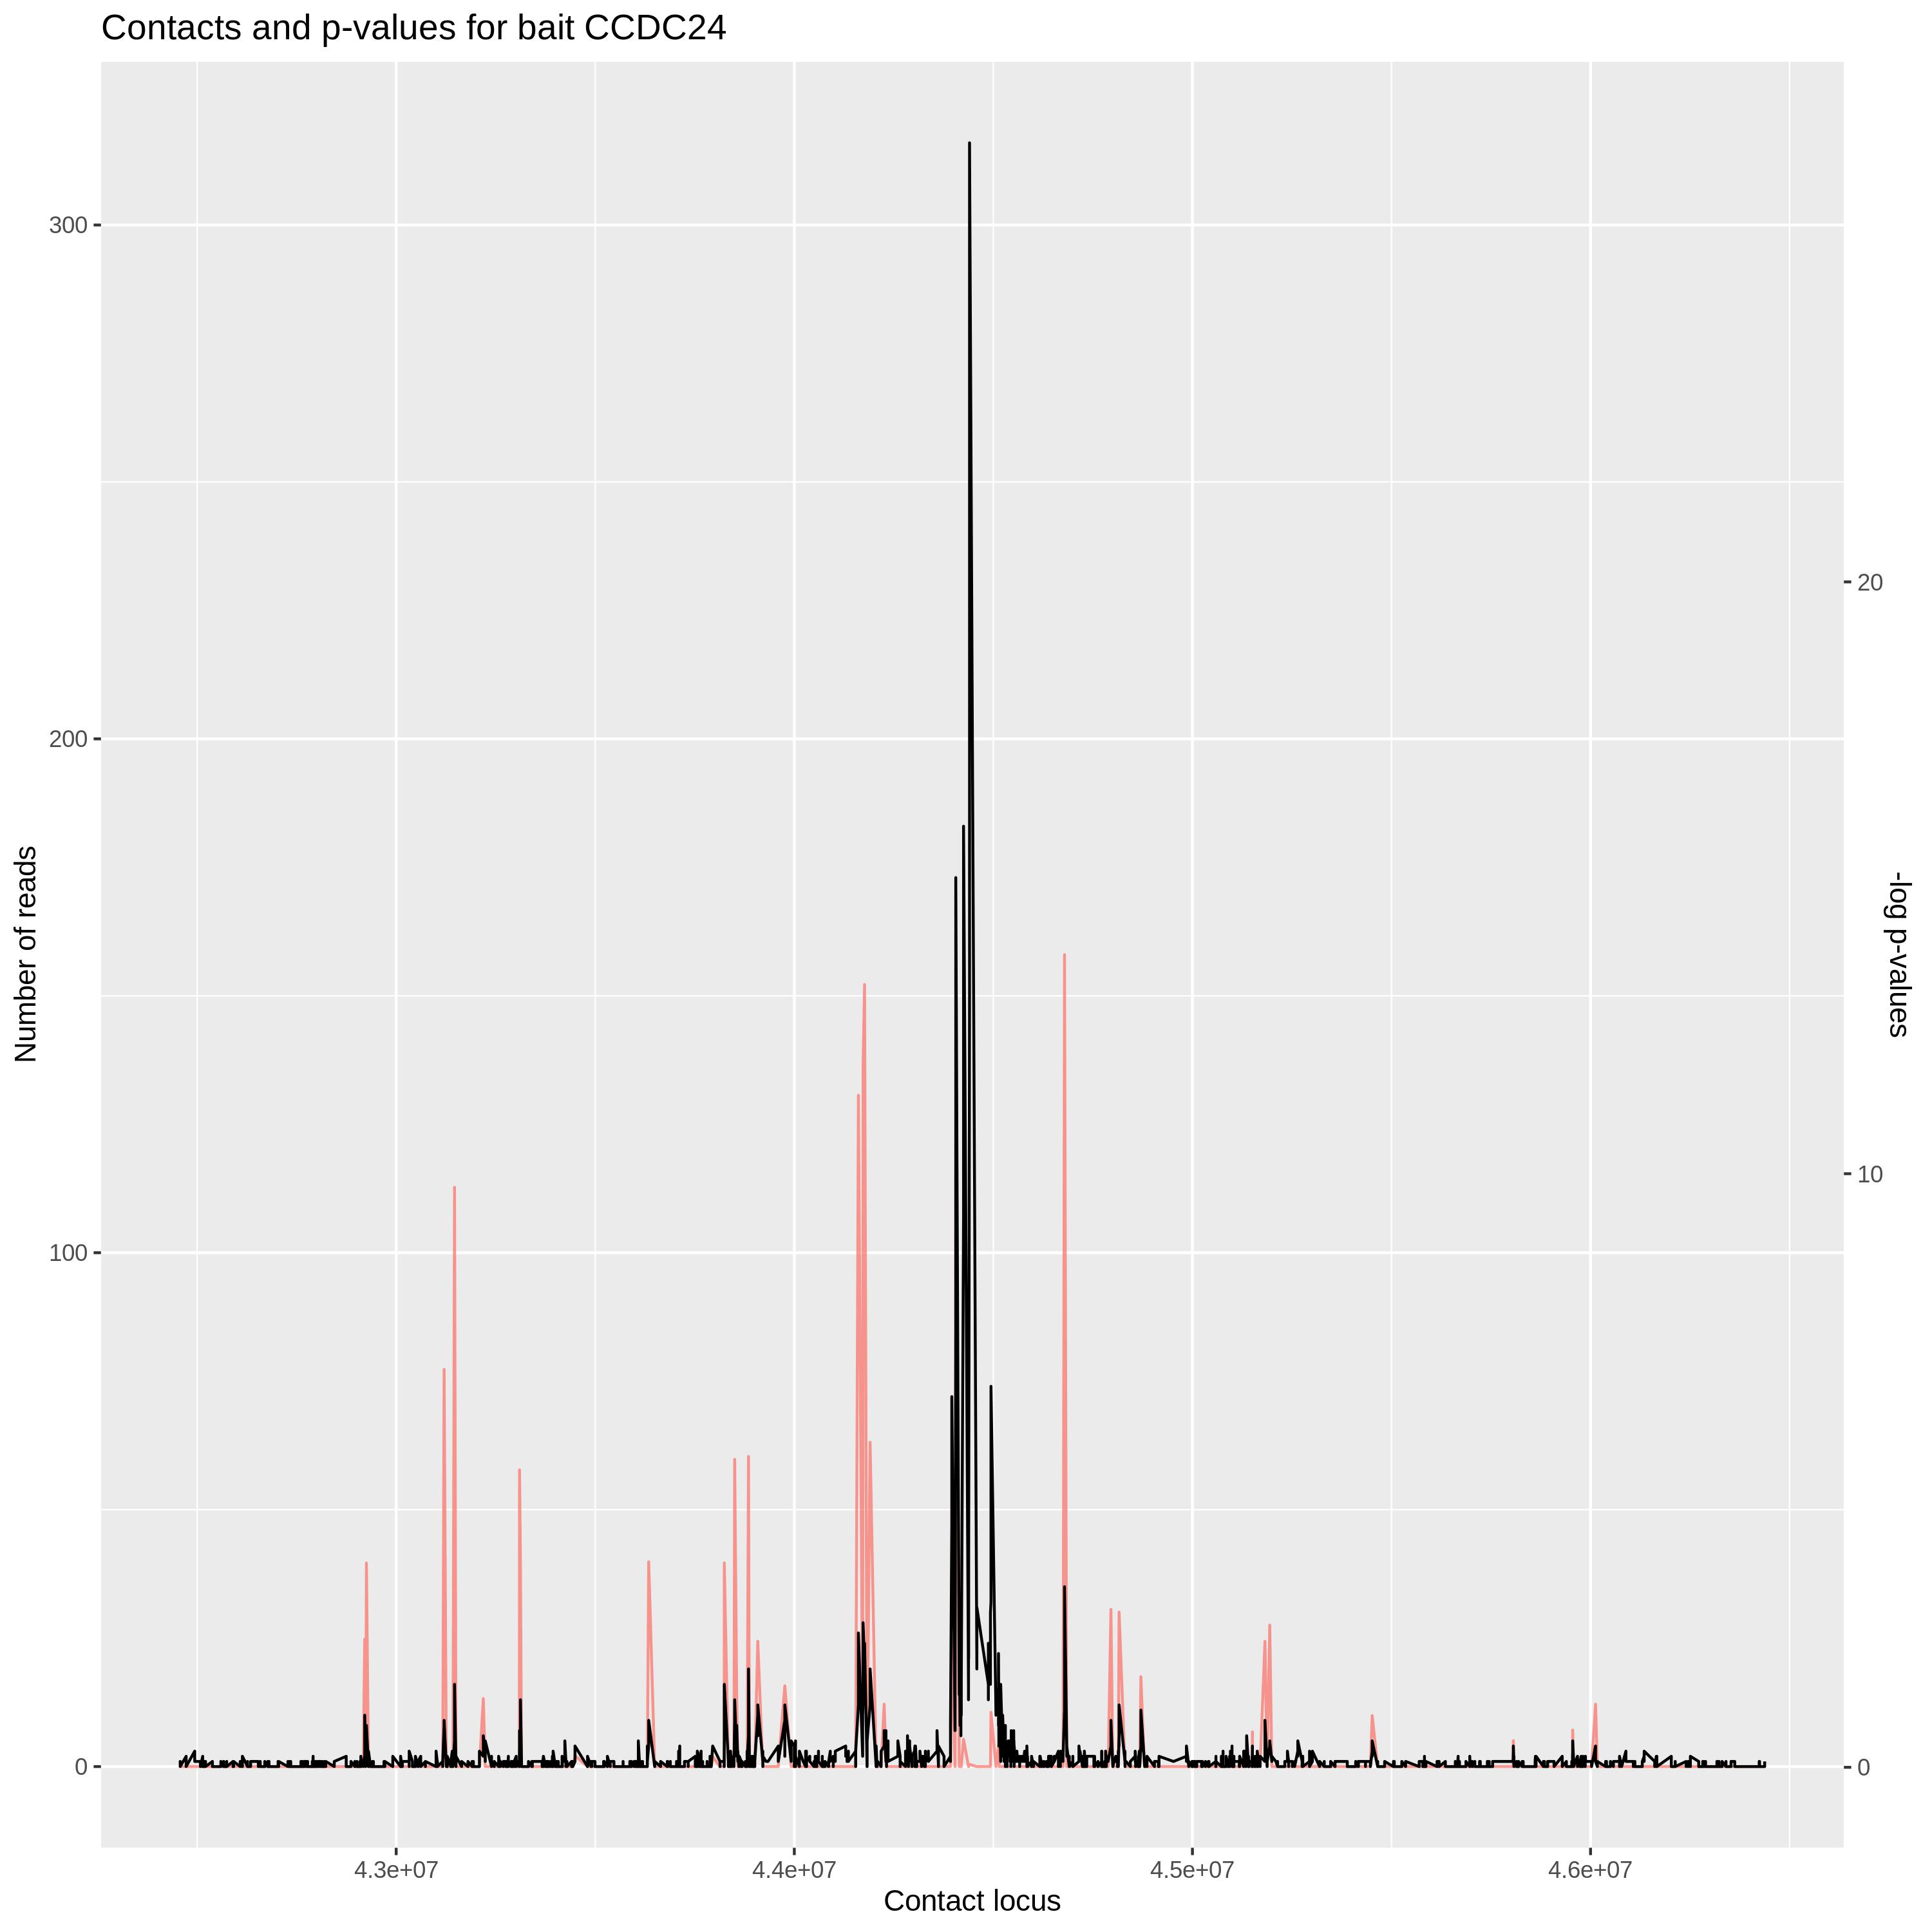 Contacts and p-values for bait CCDC24
300
200
100
0
20
10
0
Number of reads
-log p-values
4.3e+07
4.4e+07
4.5e+07
4.6e+07
Contact locus